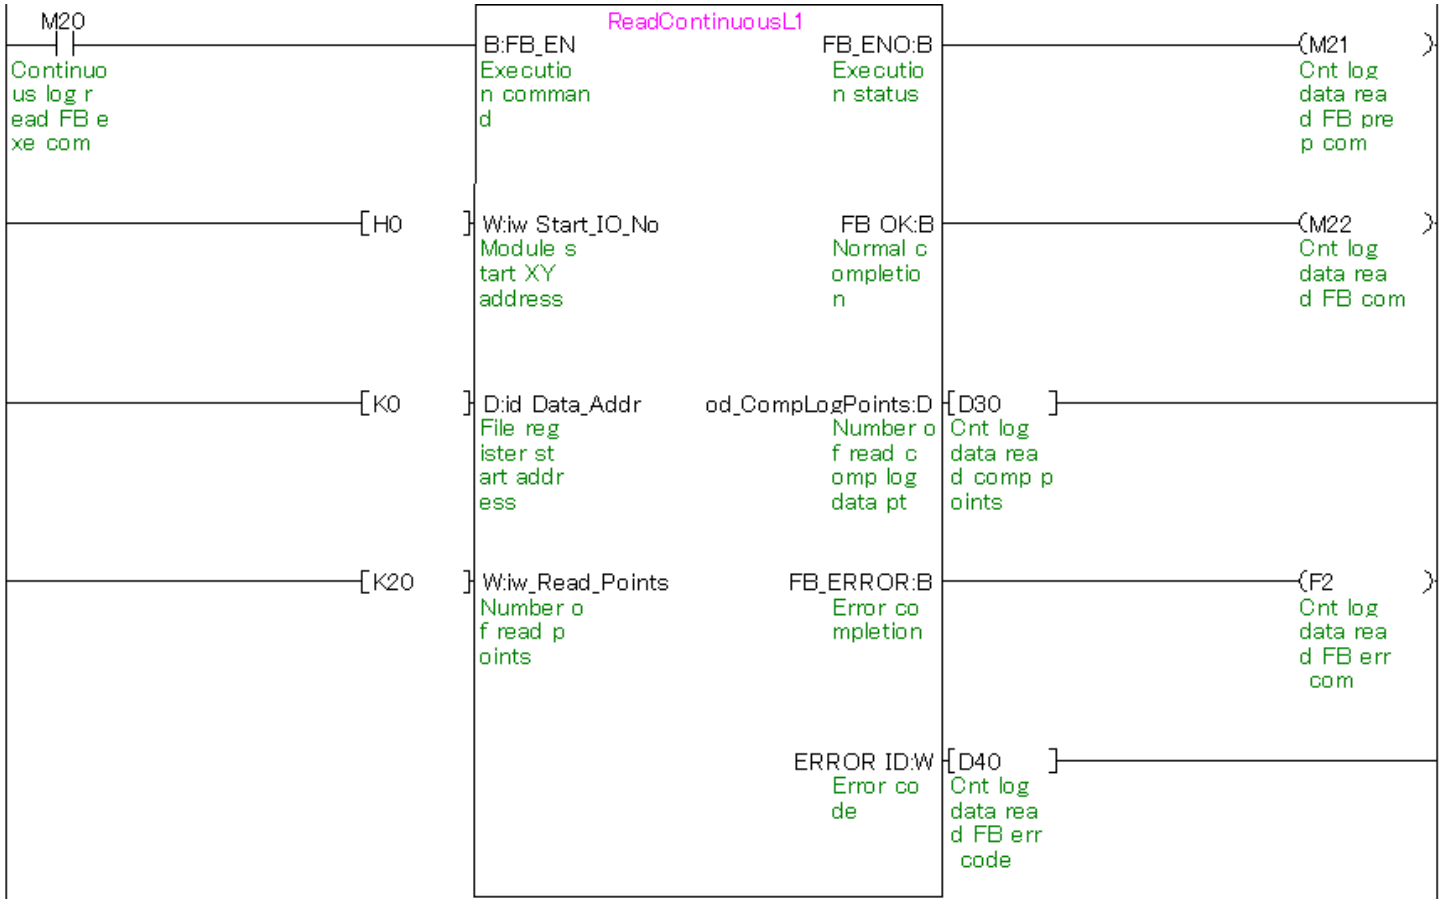 M20
ReadContinuousL1
B:FB_EN
FB_ENO:B
(M21 )
Continuo
us log r
ead FB e
xe com
Executio
n comman
d
Executio
n status
Cnt log
data rea
d FB pre
p com
[H0 ]
W:iw Start_IO_No
FB OK:B
(M22 )
Module s
tart XY
address
Normal c
ompletio
n
Cnt log
data rea
d FB com
[K0 ]
D:id Data_Addr
od_CompLogPoints:D
[D30 ]
File reg
ister st
art addr
ess
Number o
f read c
omp log
data pt
Cnt log
data rea
d comp p
oints
[K20 ]
W:iw_Read_Points
FB_ERROR:B
(F2 )
Number o
f read p
oints
Error co
mpletion
Cnt log
data rea
d FB err
com
ERROR ID:W
[D40 ]
Error co
de
Cnt log
data rea
d FB err
code